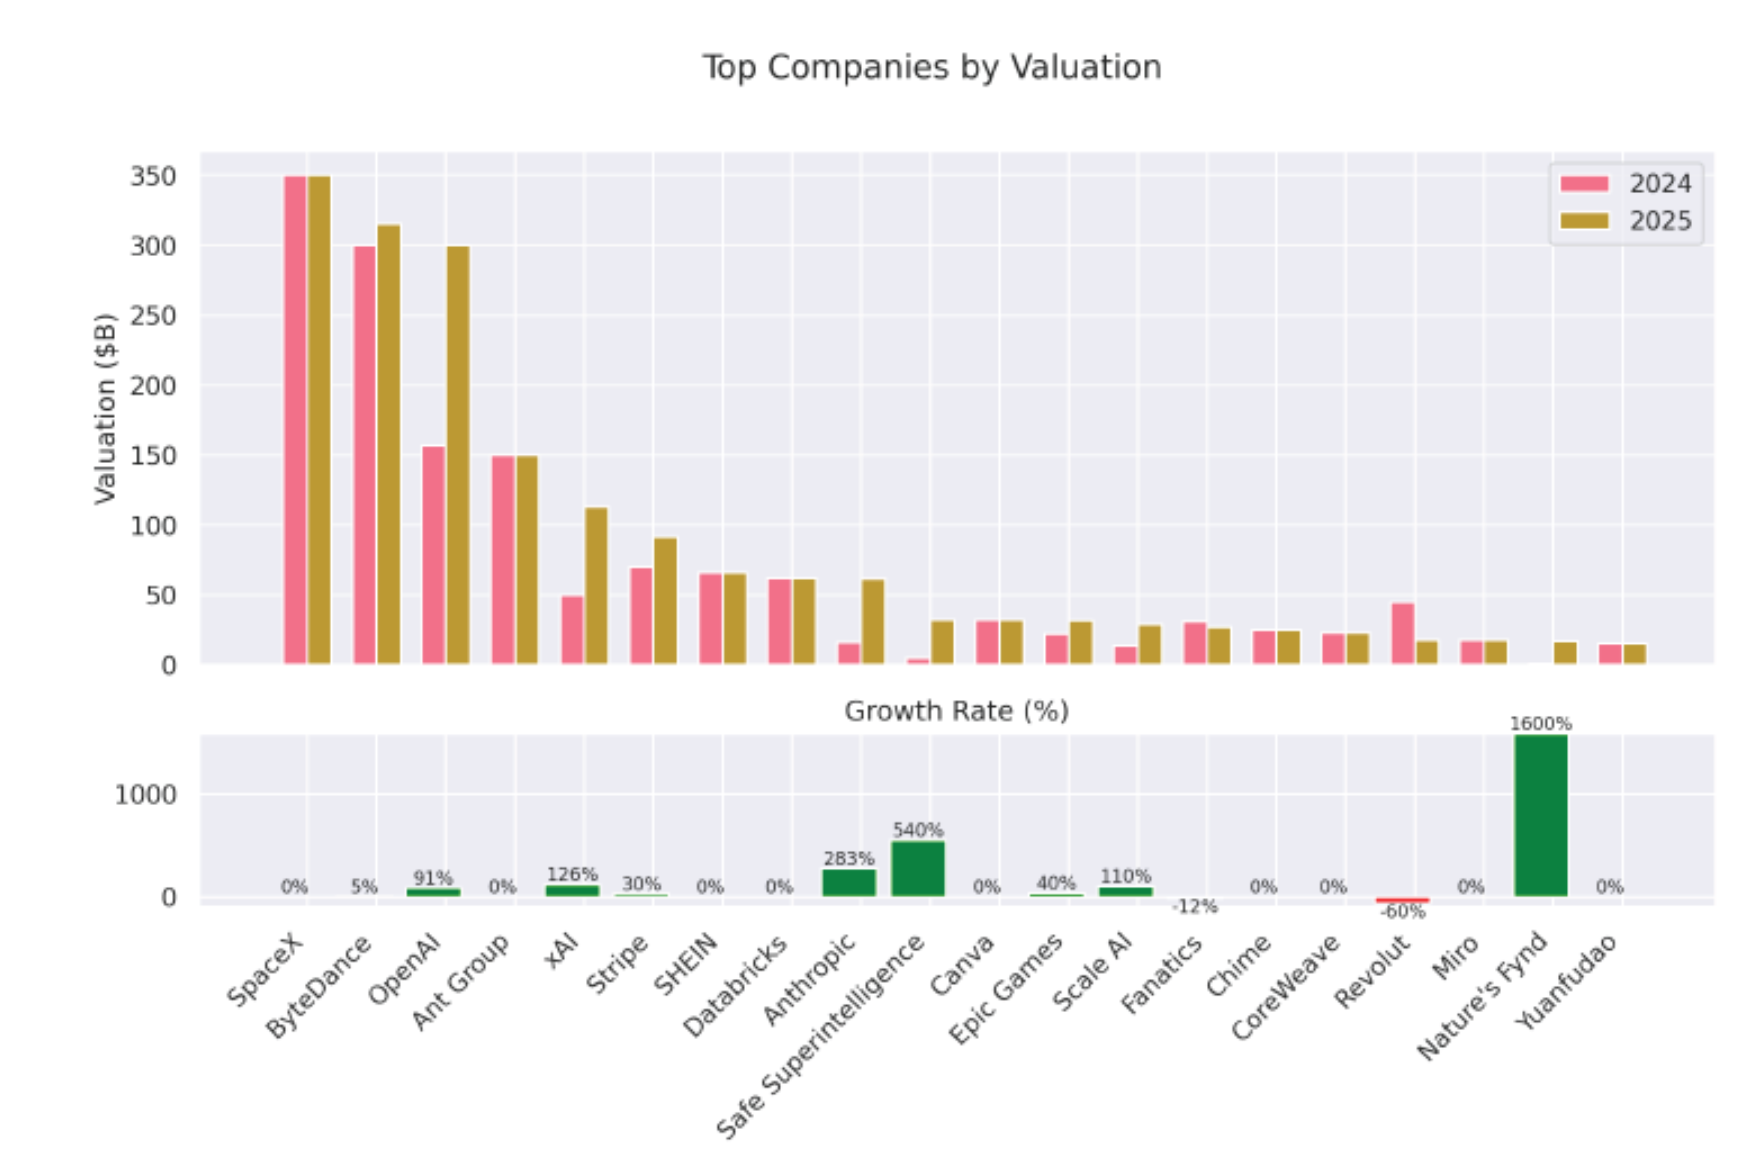 Top Companies by Valuation
2024
2025
Valuation ($B)
350
300
250
200
150
100
50
0
Growth Rate (%)
1000
0
0%
5%
91%
0%
126%
30%
0%
0%
283%
540%
0%
40%
110%
-12%
0%
0%
-60%
0%
1600%
0%
SpaceX
ByteDance
OpenAI
Ant Group
xAI
Stripe
SHEIN
Databricks
Anthropic
Safe Superintelligence
Canva
Epic Games
Scale AI
Fanatics
Chime
CoreWeave
Revolut
Miro
Nature's Fynd
Yuanfudao